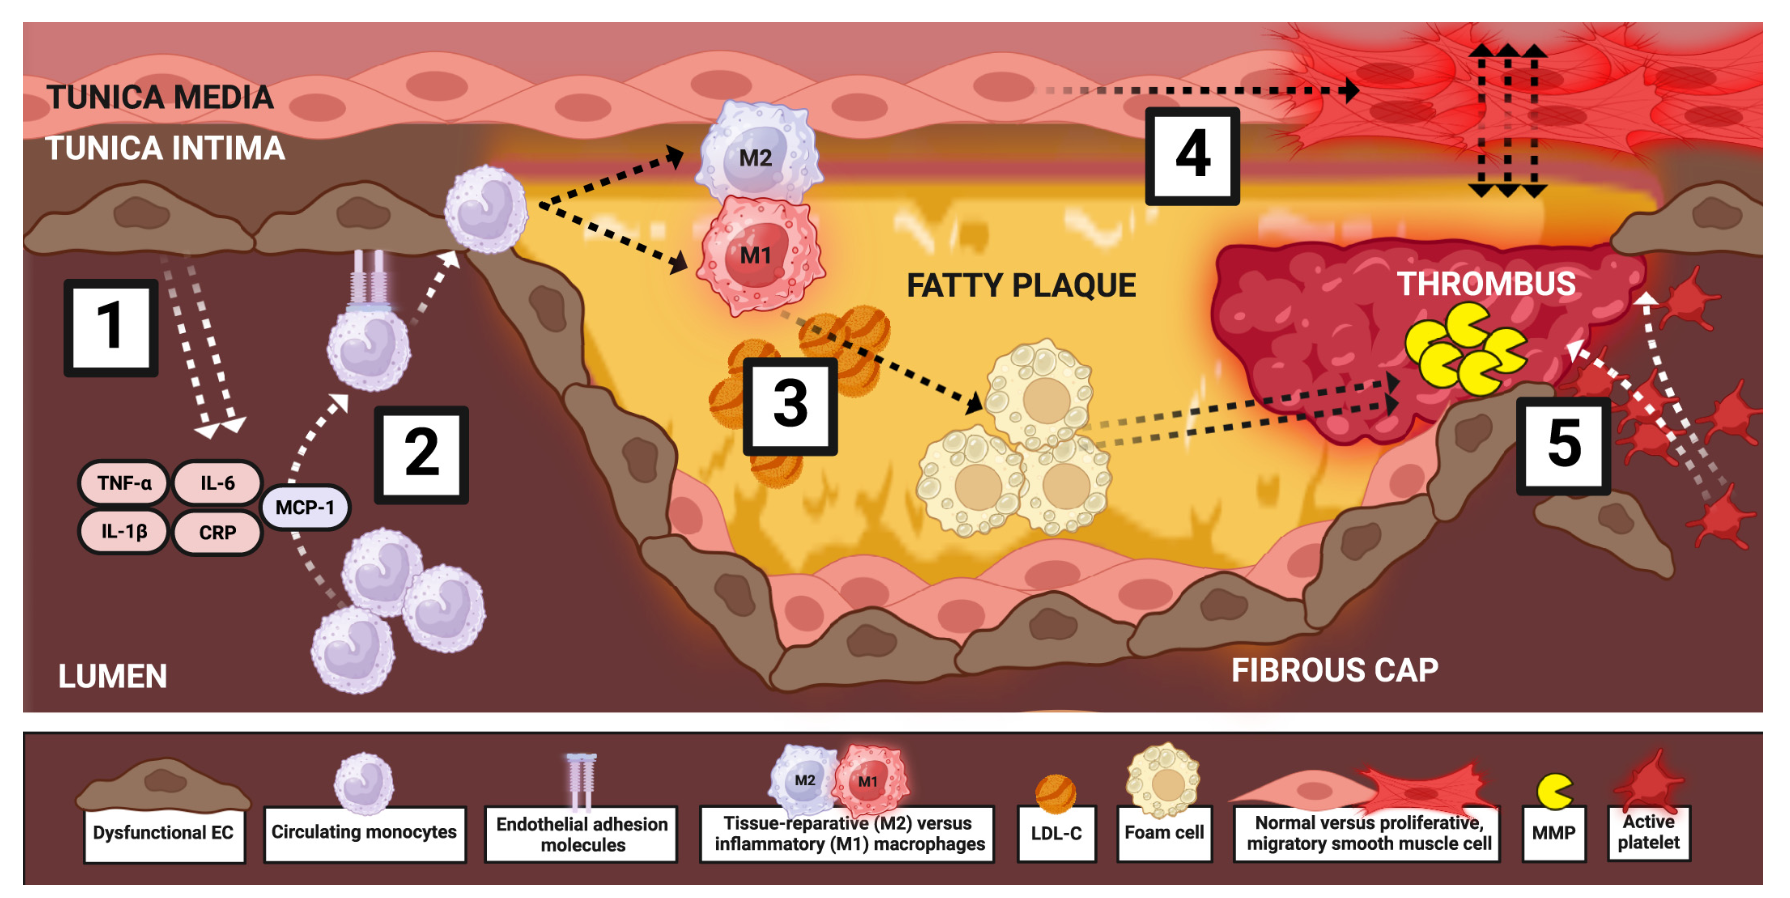 TUNICA MEDIA
TUNICA INTIMA
M2
M1
4
1
FATTY PLAQUE
THROMBUS
3
2
5
TNF-α
IL-6
MCP-1
IL-1β
CRP
LUMEN
FIBROUS CAP
M2
M1
Dysfunctional EC
Circulating monocytes
Endothelial adhesion
molecules
Tissue-reparative (M2) versus
inflammatory (M1) macrophages
LDL-C
Foam cell
Normal versus proliferative,
migratory smooth muscle cell
MMP
Active
platelet